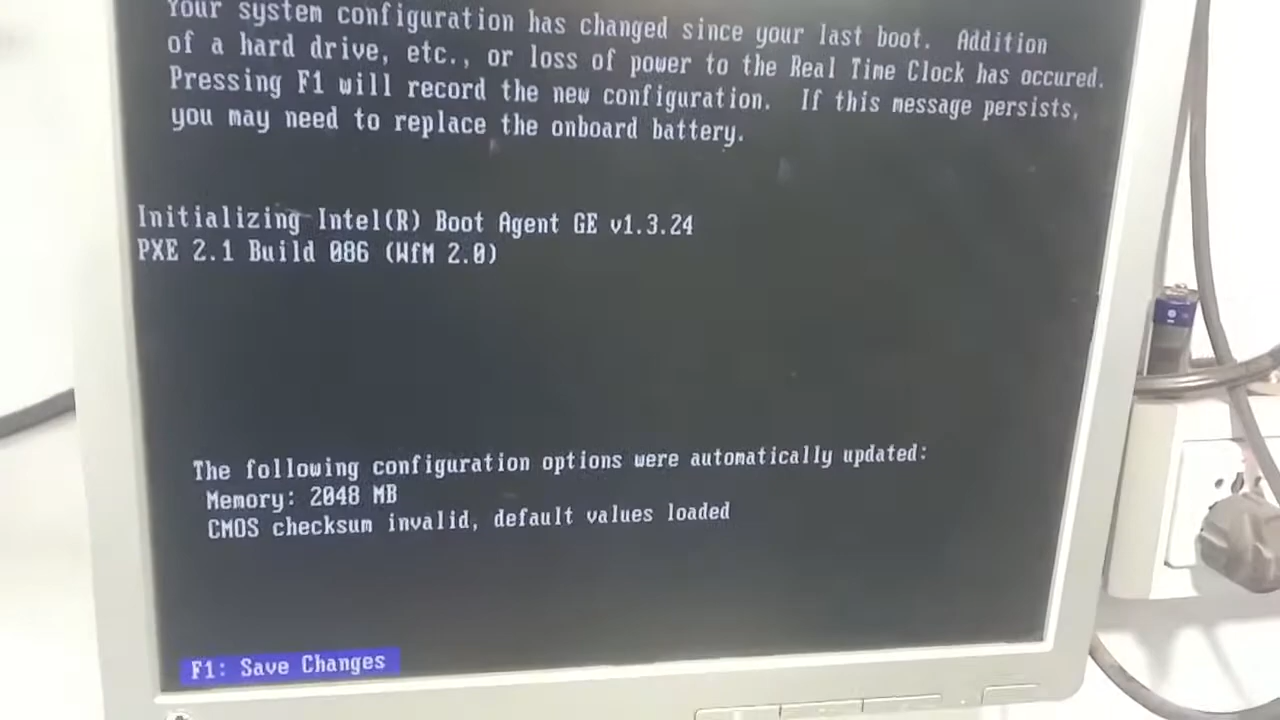 Your system configuration has changed since your last boot. Addition
of a hard drive, etc., or loss of power to the Real Time Clock has occured.
Pressing F1 will record the new configuration. If this message persists,
you may need to replace the onboard battery.
Initializing Intel(R) Boot Agent GE v1.3.24
PXE 2.1 Build 086 (WfM 2.0)
The following configuration options were automatically updated:
Memory: 2048 MB
CMOS checksum invalid, default values loaded
F1: Save Changes